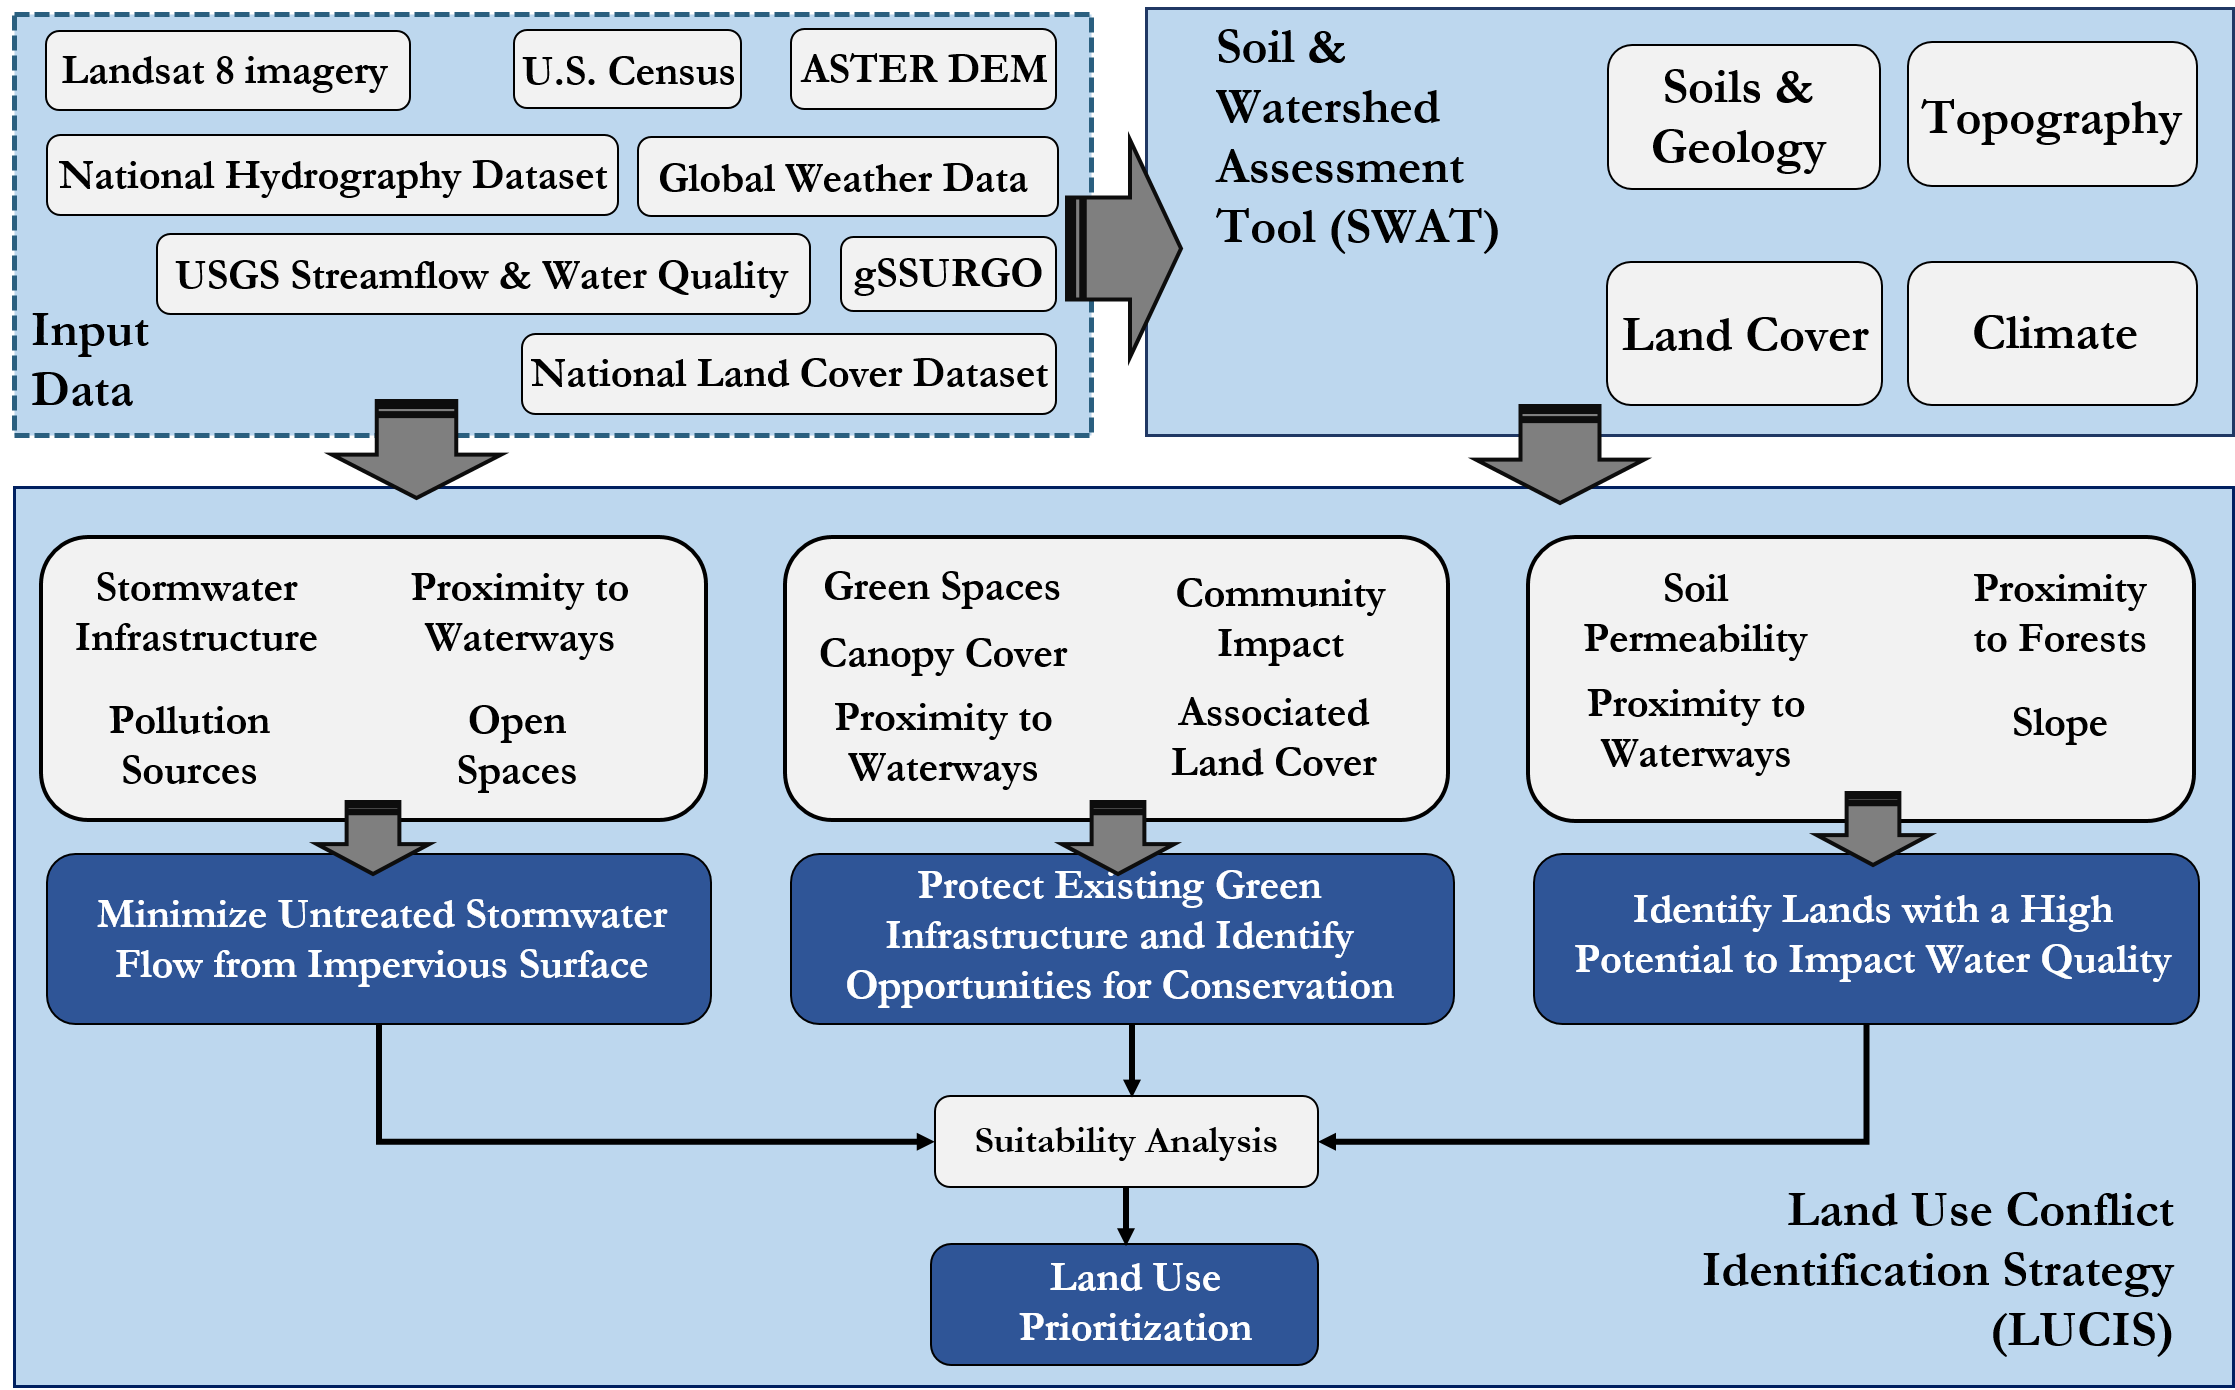 Landsat 8 imagery
U.S. Census
ASTER DEM
National Hydrography Dataset
Global Weather Data
USGS Streamflow & Water Quality
gSSURGO
National Land Cover Dataset
Input
Data
Soil &
Watershed
Assessment
Tool (SWAT)
Soils &
Geology
Topography
Land Cover
Climate
Stormwater
Infrastructure
Proximity to
Waterways
Pollution
Sources
Open
Spaces
Green Spaces
Canopy Cover
Proximity to
Waterways
Community
Impact
Associated
Land Cover
Soil
Permeability
Proximity to
Waterways
Proximity
to Forests
Slope
Minimize Untreated Stormwater
Flow from Impervious Surface
Protect Existing Green
Infrastructure and Identify
Opportunities for Conservation
Identify Lands with a High
Potential to Impact Water Quality
Suitability Analysis
Land Use
Prioritization
Land Use Conflict
Identification Strategy
(LUCIS)